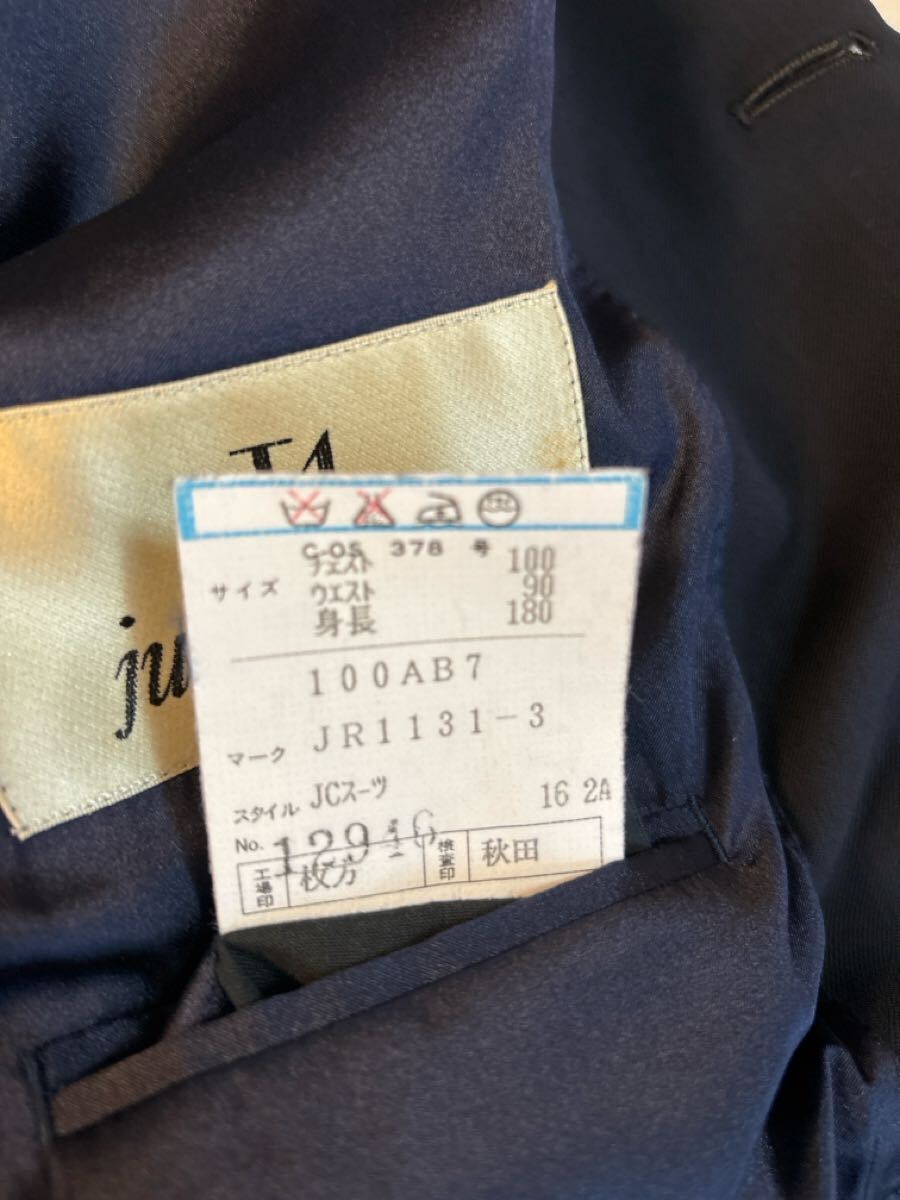 ju
C-OS 378 号
サイズ チェスト 100
ウエスト 90
身長 180
100AB7
マーク JR1131-3
スタイル JCスーツ 16 2A
No. 12946
工場印 枚方 検査印 秋田